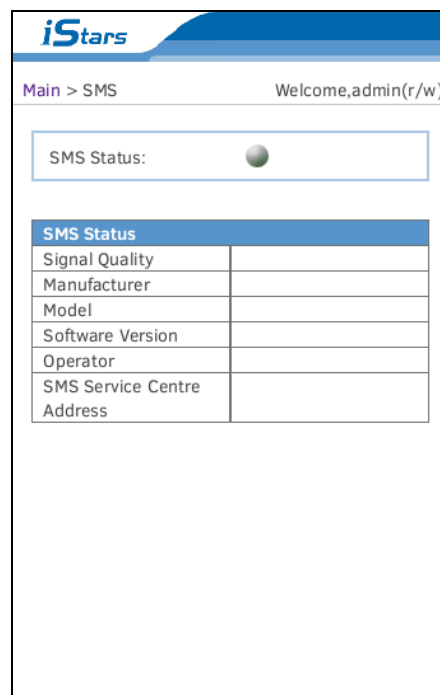 iStars
Main > SMS Welcome,admin(r/w)
SMS Status:
SMS Status
Signal Quality
Manufacturer
Model
Software Version
Operator
SMS Service Centre
Address